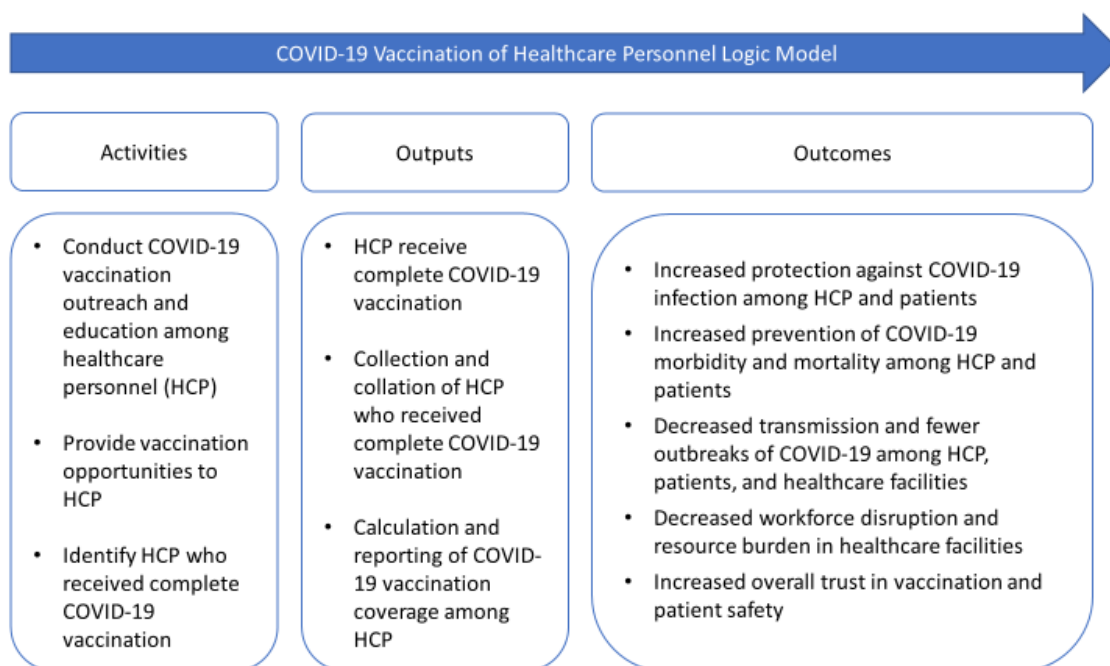 COVID-19 Vaccination of Healthcare Personnel Logic Model
Activities
Outputs
Outcomes
• Conduct COVID-19
vaccination
outreach and
education among
healthcare
personnel (HCP)
• Provide vaccination
opportunities to
HCP
• Identify HCP who
received complete
COVID-19
vaccination
• HCP receive
complete COVID-19
vaccination
• Collection and
collation of HCP
who received
complete COVID-19
vaccination
• Calculation and
reporting of COVID-
19 vaccination
coverage among
HCP
• Increased protection against COVID-19
infection among HCP and patients
• Increased prevention of COVID-19
morbidity and mortality among HCP and
patients
• Decreased transmission and fewer
outbreaks of COVID-19 among HCP,
patients, and healthcare facilities
• Decreased workforce disruption and
resource burden in healthcare facilities
• Increased overall trust in vaccination and
patient safety